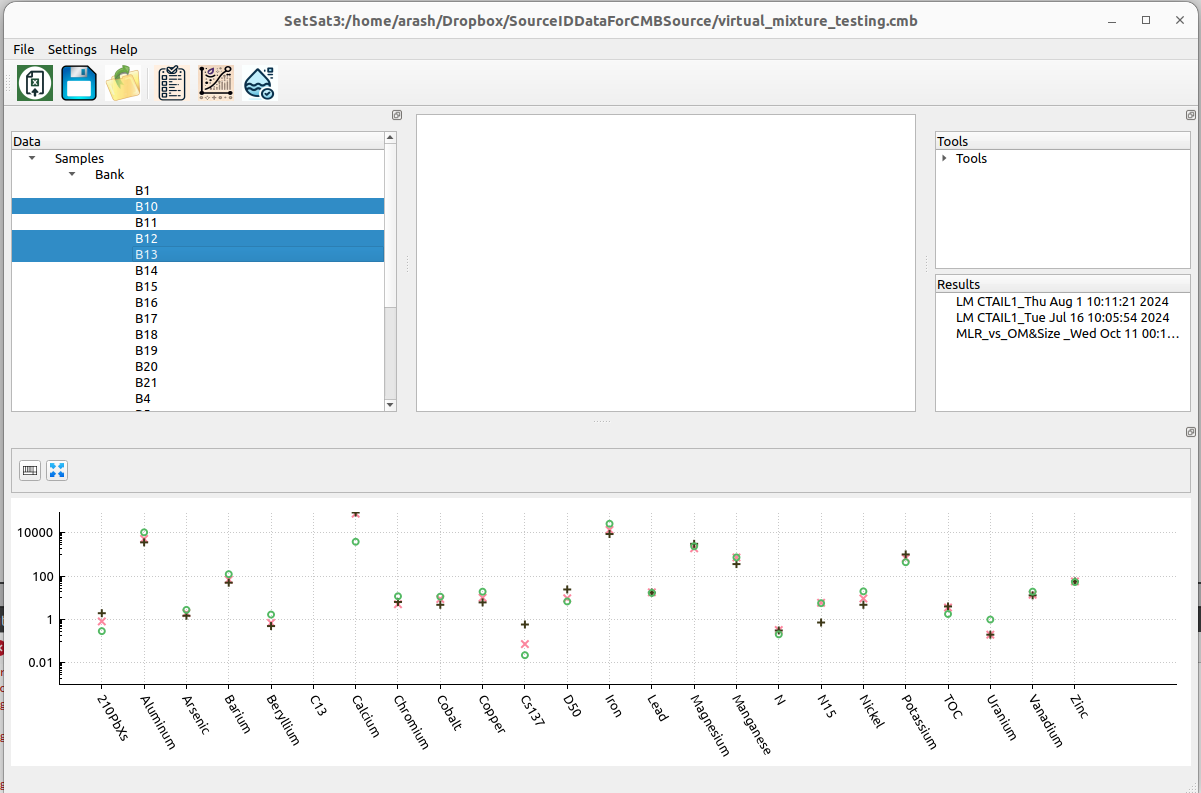 SetSat3:/home/arash/Dropbox/SourceIDDataForCMBSource/virtual_mixture_testing.cmb
File Settings Help
Data
Samples
Bank
B1
B10
B11
B12
B13
B14
B15
B16
B17
B18
B19
B20
B21
B4
Tools
Tools
Results
LM CTAIL1_Thu Aug 1 10:11:21 2024
LM CTAIL1_Tue Jul 16 10:05:54 2024
MLR_vs_OM&Size _Wed Oct 11 00:1...
10000
100
1
0.01
210PbXs
Aluminum
Arsenic
Barium
Beryllium
C13
Calcium
Chromium
Cobalt
Copper
Cs137
D50
Iron
Lead
Magnesium
Manganese
N
N15
Nickel
Potassium
TOC
Uranium
Vanadium
Zinc